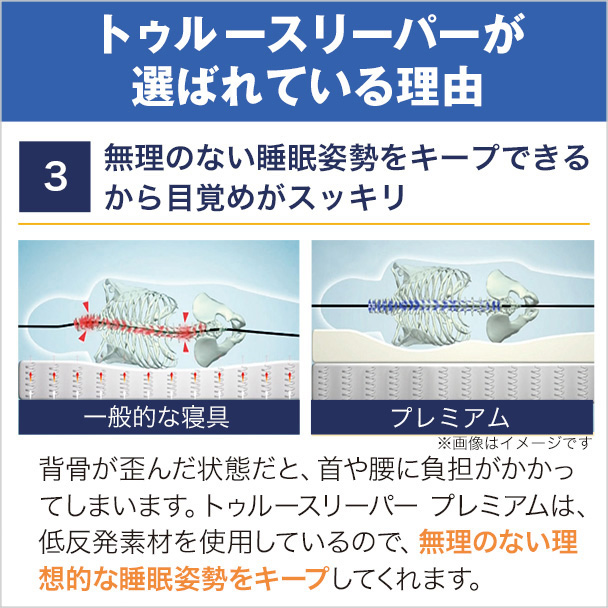 トゥルースリーパーが
選ばれている理由
3
無理のない睡眠姿勢をキープできる
から目覚めがスッキリ
一般的な寝具
プレミアム
※画像はイメージです
背骨が歪んだ状態だと、首や腰に負担がかかっ
てしまいます。トゥルースリーパー プレミアムは、
低反発素材を使用しているので、無理のない理
想的な睡眠姿勢をキープしてくれます。